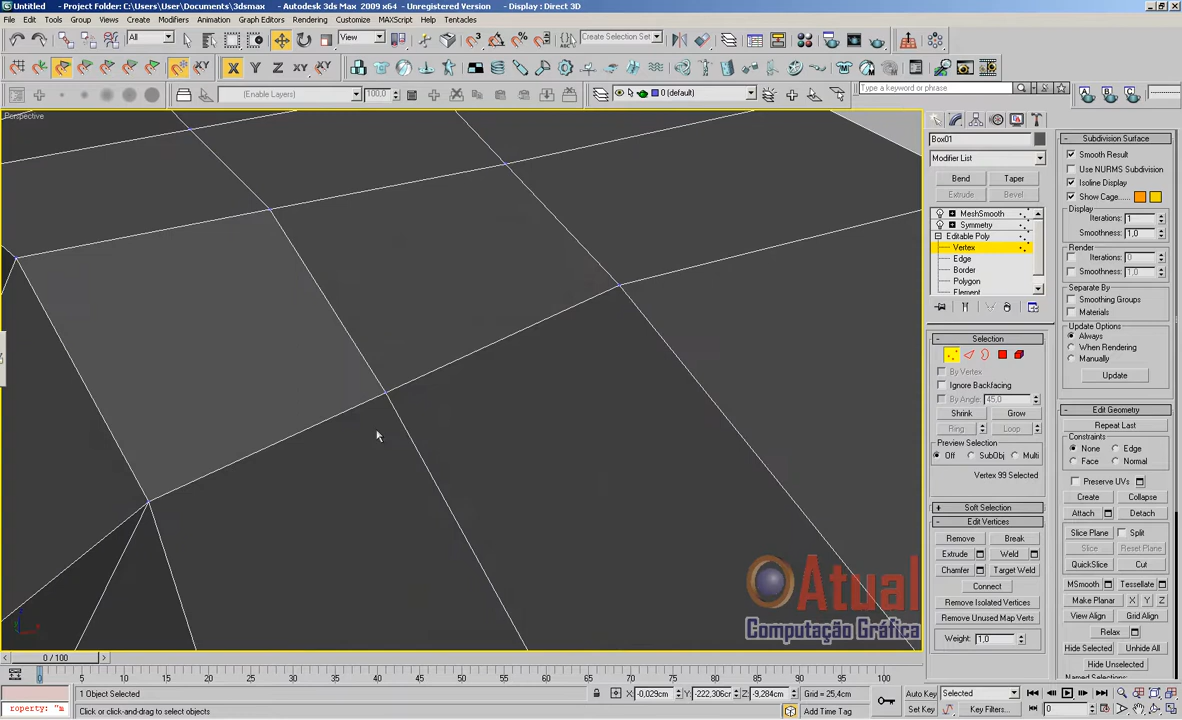 Untitled - Project Folder: C:\Users\User\Documents\3dsmax - Autodesk 3ds Max 2009 x64 - Unregistered Version - Display : Direct 3D
File Edit Tools Group Views Create Modifiers Animation Graph Editors Rendering Customize MAXScript Help Tentacles
All View Create Selection Set
X Y Z XY XY
(Enable Layers) 100,0 0 (default) Type a keyword or phrase A B C
Perspective
Box01
Modifier List
Bend Taper
Extrude Bevel
MeshSmooth
Symmetry
Editable Poly
Vertex
Edge
Border
Polygon
Element
Selection
By Vertex
Ignore Backfacing
By Angle: 45,0
Shrink Grow
Ring Loop
Preview Selection
Off SubObj Multi
Vertex 99 Selected
Soft Selection
Edit Vertices
Remove Break
Extrude Weld
Chamfer Target Weld
Connect
Remove Isolated Vertices
Remove Unused Map Verts
Weight: 1,0
Subdivision Surface
Smooth Result
Use NURMS Subdivision
Isoline Display
Show Cage......
Display
Iterations: 1
Smoothness: 1,0
Render
Iterations: 0
Smoothness: 1,0
Separate By
Smoothing Groups
Materials
Update Options
Always
When Rendering
Manually
Update
Edit Geometry
Repeat Last
Constraints
None Edge
Face Normal
Preserve UVs
Create Collapse
Attach Detach
Slice Plane Split
Slice Reset Plane
QuickSlice Cut
MSmooth Tessellate
Make Planar X Y Z
View Align Grid Align
Relax
Hide Selected Unhide All
Hide Unselected
Named Selections:
Atual
Computação Gráfica
0 / 100
0 5 10 15 20 25 30 35 40 45 50 55 60 65 70 75 80 85 90 95 100
1 Object Selected X: -0,029cm Y: -222,306cm Z: -9,284cm Grid = 25,4cm Auto Key Selected
roperty: "m Click or click-and-drag to select objects Add Time Tag Set Key Key Filters... 0